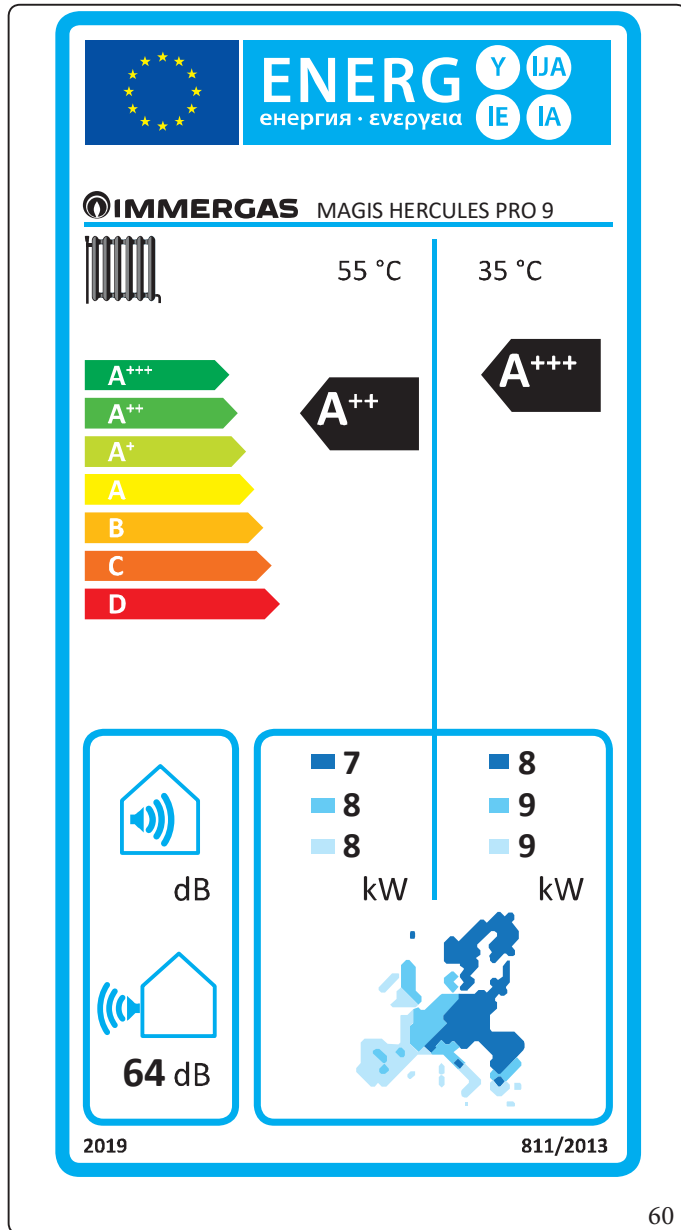 ENERG Y IJA
енергия · ενεργεια IE IA
IMMERGAS MAGIS HERCULES PRO 9
55 °C 35 °C
A+++ A+++
A++ A++
A+
A
B
C
D
7 8
8 9
8 9
dB kW kW
64 dB
2019 811/2013
60